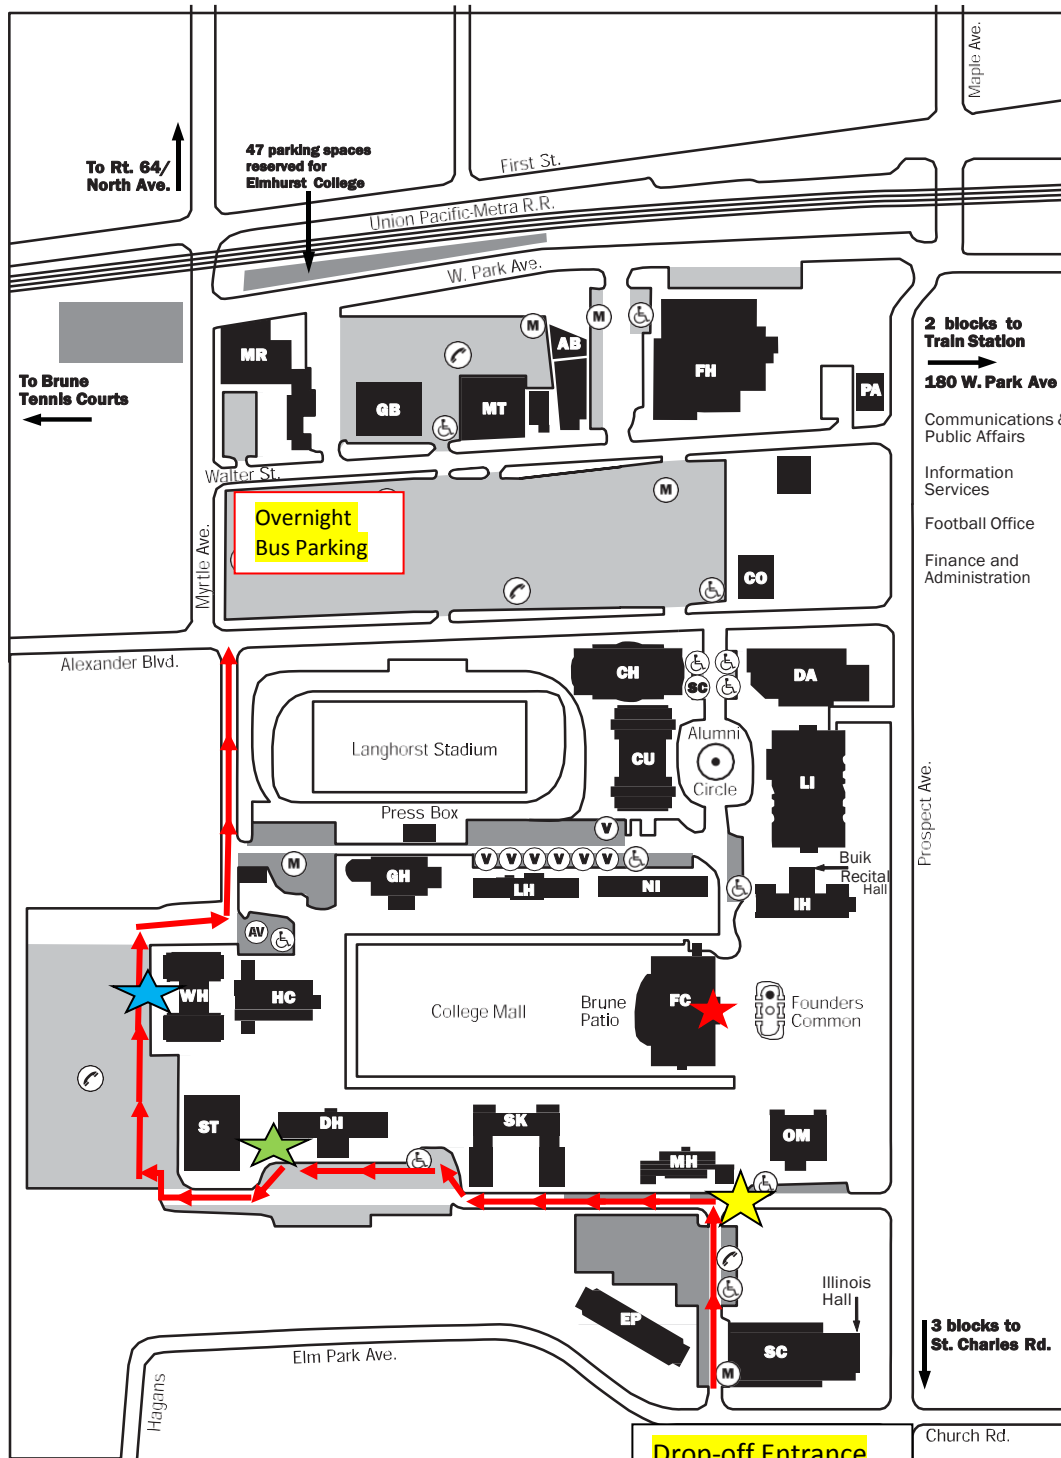 Maple Ave.
First St.
To Rt. 64/
North Ave.
47 parking spaces
reserved for
Elmhurst College
Union Pacific-Metra R.R.
W. Park Ave.
2 blocks to
Train Station
180 W. Park Ave
Communications &
Public Affairs
Information
Services
Football Office
Finance and
Administration
To Brune
Tennis Courts
MR
GB
MT
M
AB
M
FH
PA
Walter St.
Overnight
Bus Parking
M
Myrtle Ave.
CO
Alexander Blvd.
CH
SC
DA
Langhorst Stadium
CU
Alumni
Circle
LI
Prospect Ave.
Press Box
V
M
GH
V V V V V V
LH
NI
Buik
Recital
Hall
IH
AV
WH
HC
College Mall
Brune
Patio
FC
Founders
Common
ST
DH
SK
MH
OM
EP
Illinois
Hall
SC
M
3 blocks to
St. Charles Rd.
Elm Park Ave.
Hagans
Church Rd.
Drop-off Entrance